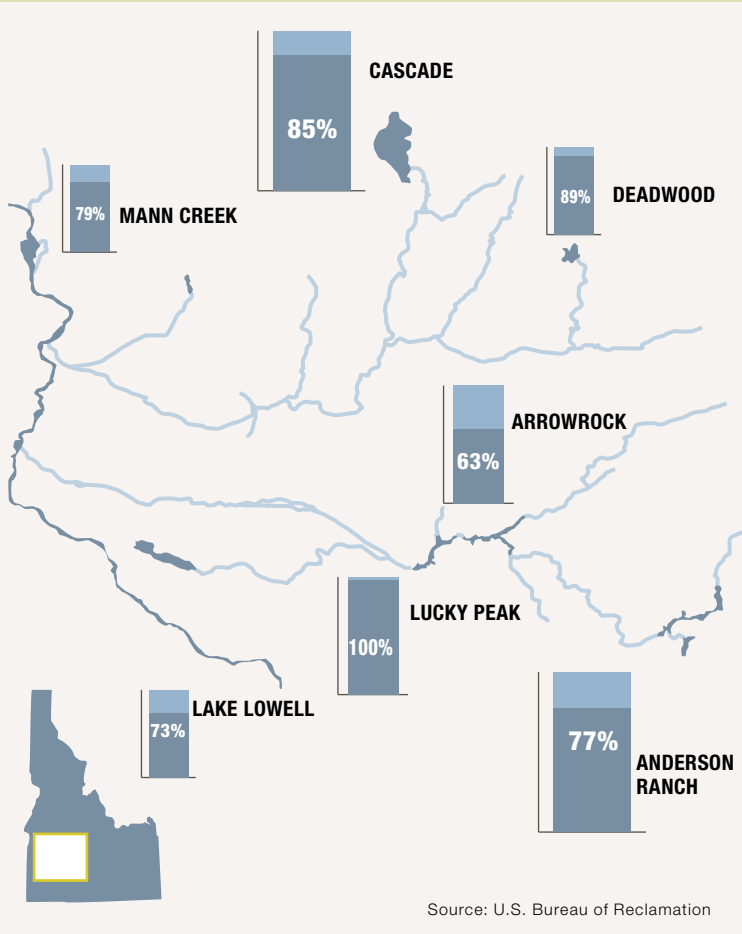 CASCADE
85%
79%
MANN CREEK
89%
DEADWOOD
ARROWROCK
63%
LUCKY PEAK
100%
LAKE LOWELL
73%
77%
ANDERSON
RANCH
Source: U.S. Bureau of Reclamation